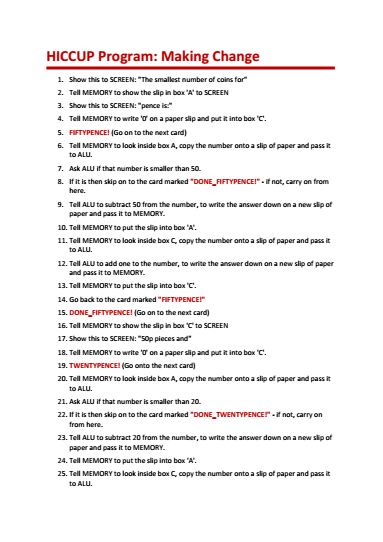 HICCUP Program: Making Change
1. Show this to SCREEN: "The smallest number of coins for"
2. Tell MEMORY to show the slip in box 'A' to SCREEN
3. Show this to SCREEN: "pence is:"
4. Tell MEMORY to write '0' on a paper slip and put it into box 'C'.
5. FIFTYPENCE! (Go on to the next card)
6. Tell MEMORY to look inside box A, copy the number onto a slip of paper and pass it
to ALU.
7. Ask ALU if that number is smaller than 50.
8. If it is then skip on to the card marked "DONE_FIFTYPENCE!" - if not, carry on from
here.
9. Tell ALU to subtract 50 from the number, to write the answer down on a new slip of
paper and pass it to MEMORY.
10. Tell MEMORY to put the slip into box 'A'.
11. Tell MEMORY to look inside box C, copy the number onto a slip of paper and pass it
to ALU.
12. Tell ALU to add one to the number, to write the answer down on a new slip of paper
and pass it to MEMORY.
13. Tell MEMORY to put the slip into box 'C'.
14. Go back to the card marked "FIFTYPENCE!"
15. DONE_FIFTYPENCE! (Go on to the next card)
16. Tell MEMORY to show the slip in box 'C' to SCREEN
17. Show this to SCREEN: "50p pieces and"
18. Tell MEMORY to write '0' on a paper slip and put it into box 'C'.
19. TWENTYPENCE! (Go onto the next card)
20. Tell MEMORY to look inside box A, copy the number onto a slip of paper and pass it
to ALU.
21. Ask ALU if that number is smaller than 20.
22. If it is then skip on to the card marked "DONE_TWENTYPENCE!" - if not, carry on
from here.
23. Tell ALU to subtract 20 from the number, to write the answer down on a new slip of
paper and pass it to MEMORY.
24. Tell MEMORY to put the slip into box 'A'.
25. Tell MEMORY to look inside box C, copy the number onto a slip of paper and pass it
to ALU.